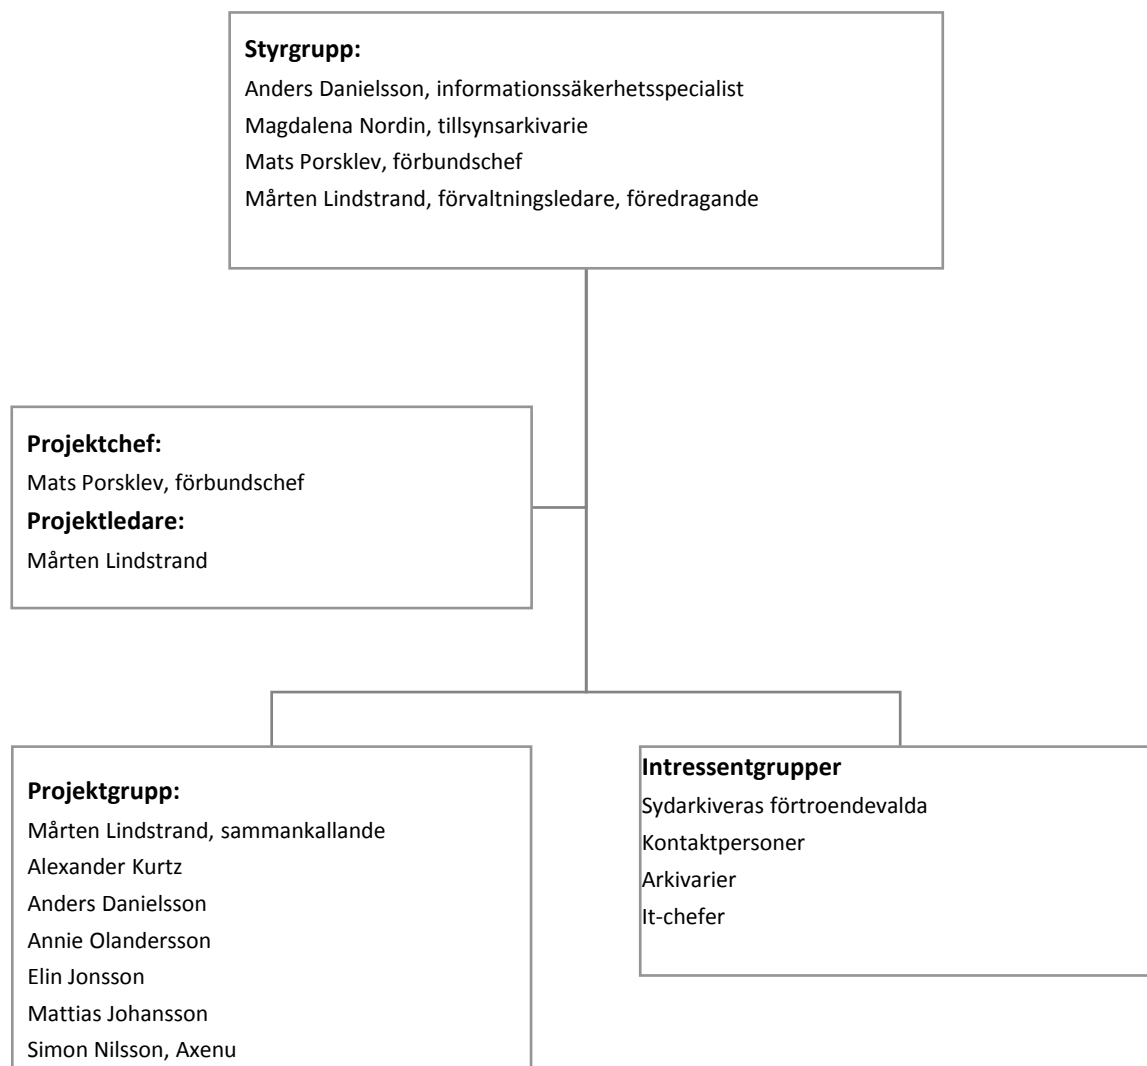 Styrgrupp:
Anders Danielsson, informationssäkerhetsspecialist
Magdalena Nordin, tillsynsarkivarie
Mats Porsklev, förbundschef
Mårten Lindstrand, förvaltningsledare, föredragande
Projektchef:
Mats Porsklev, förbundschef
Projektledare:
Mårten Lindstrand
Projektgrupp:
Mårten Lindstrand, sammankallande
Alexander Kurtz
Anders Danielsson
Annie Olandersson
Elin Jonsson
Mattias Johansson
Simon Nilsson, Axenu
Intressentgrupper
Sydarkiveras förtroendevalda
Kontaktpersoner
Arkivarier
It-chefer